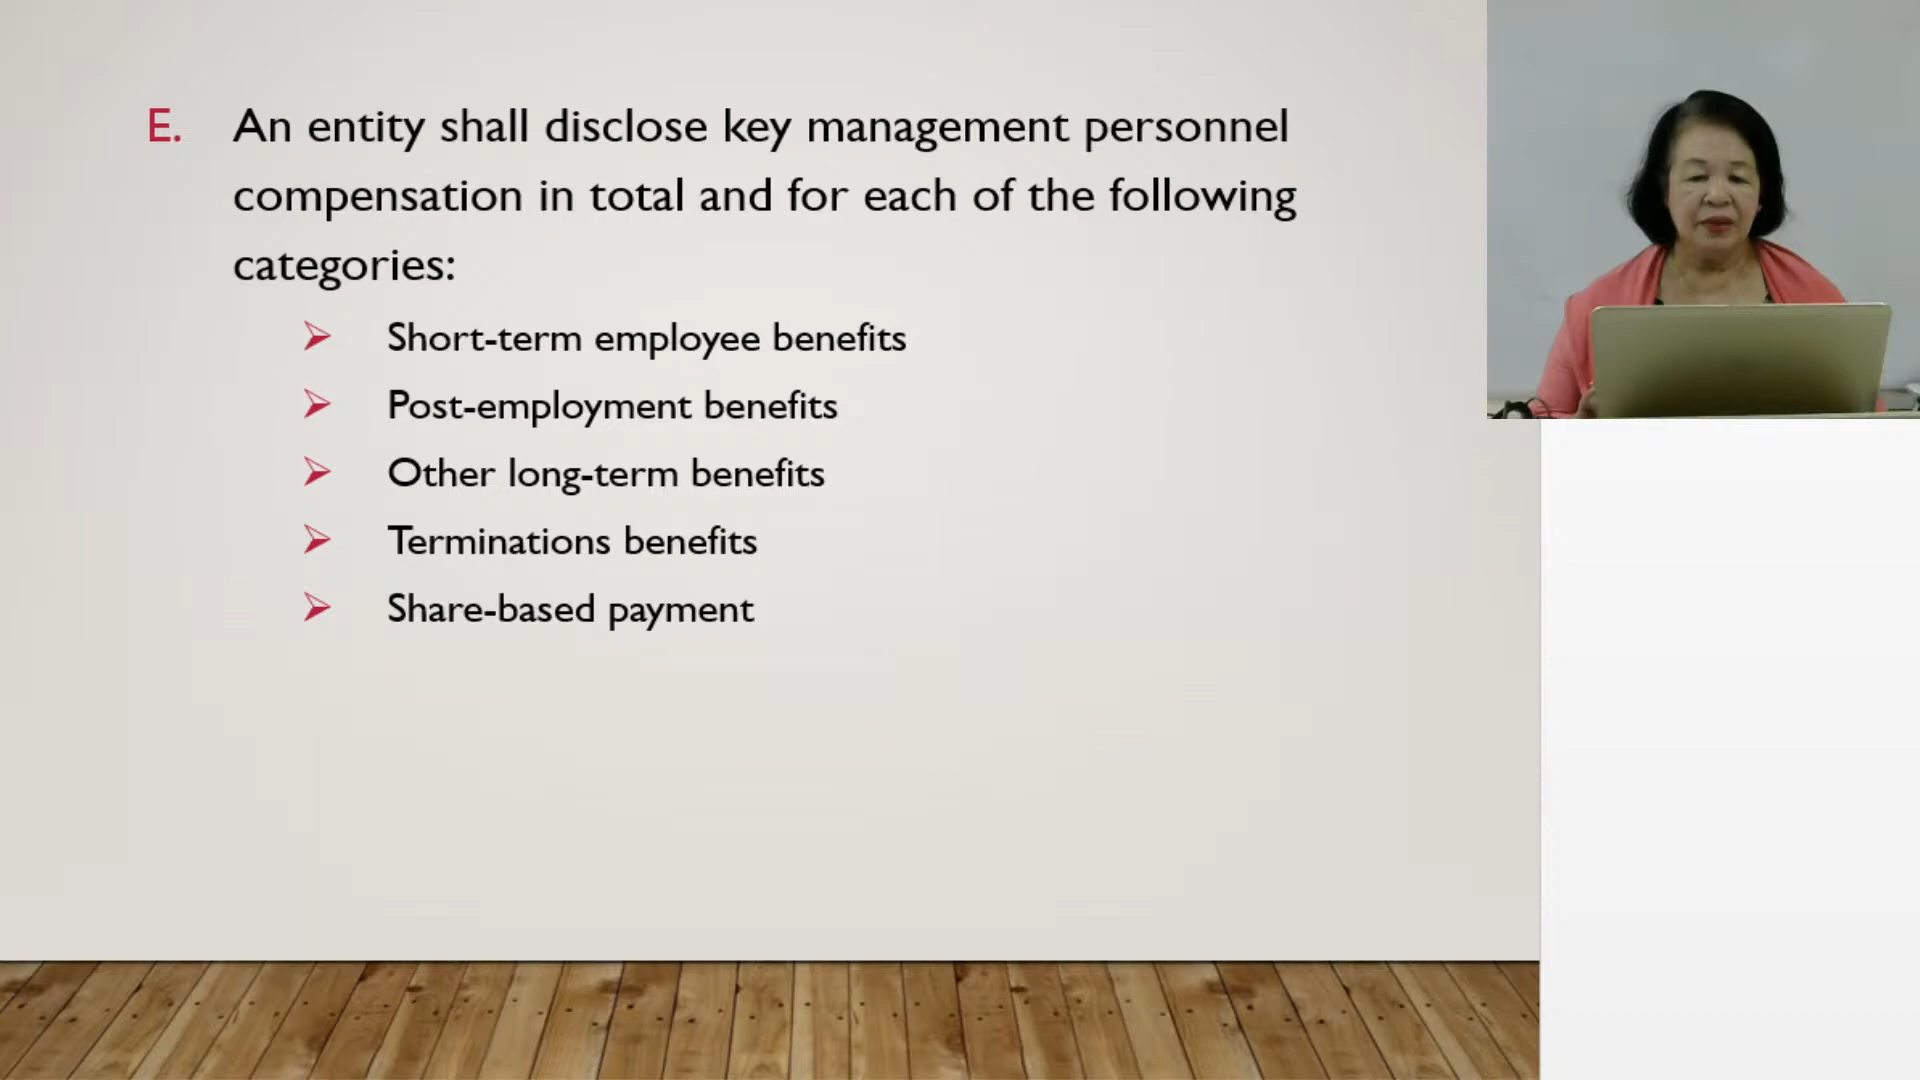 E. An entity shall disclose key management personnel
compensation in total and for each of the following
categories:
Short-term employee benefits
Post-employment benefits
Other long-term benefits
Terminations benefits
Share-based payment